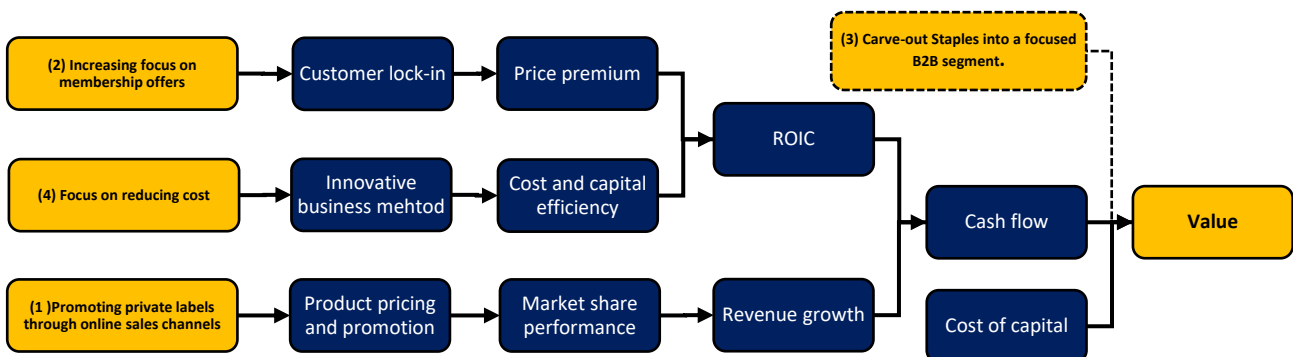 (2) Increasing focus on
membership offers
Customer lock-in
Price premium
(3) Carve-out Staples into a focused
B2B segment.
ROIC
(4) Focus on reducing cost
Innovative
business mehtod
Cost and capital
efficiency
Cash flow
Value
(1 )Promoting private labels
through online sales channels
Product pricing
and promotion
Market share
performance
Revenue growth
Cost of capital